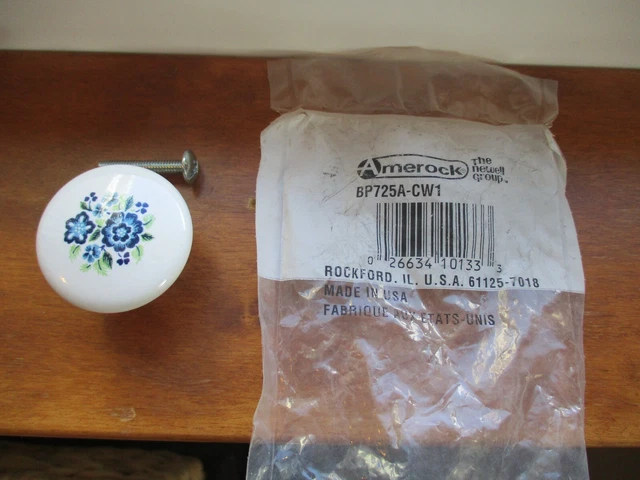 Amerock The newell group
BP725A-CW1
0 26634 10133 3
ROCKFORD, IL. U.S.A. 61125-7018
MADE IN USA
FABRIQUE AUX ETATS-UNIS